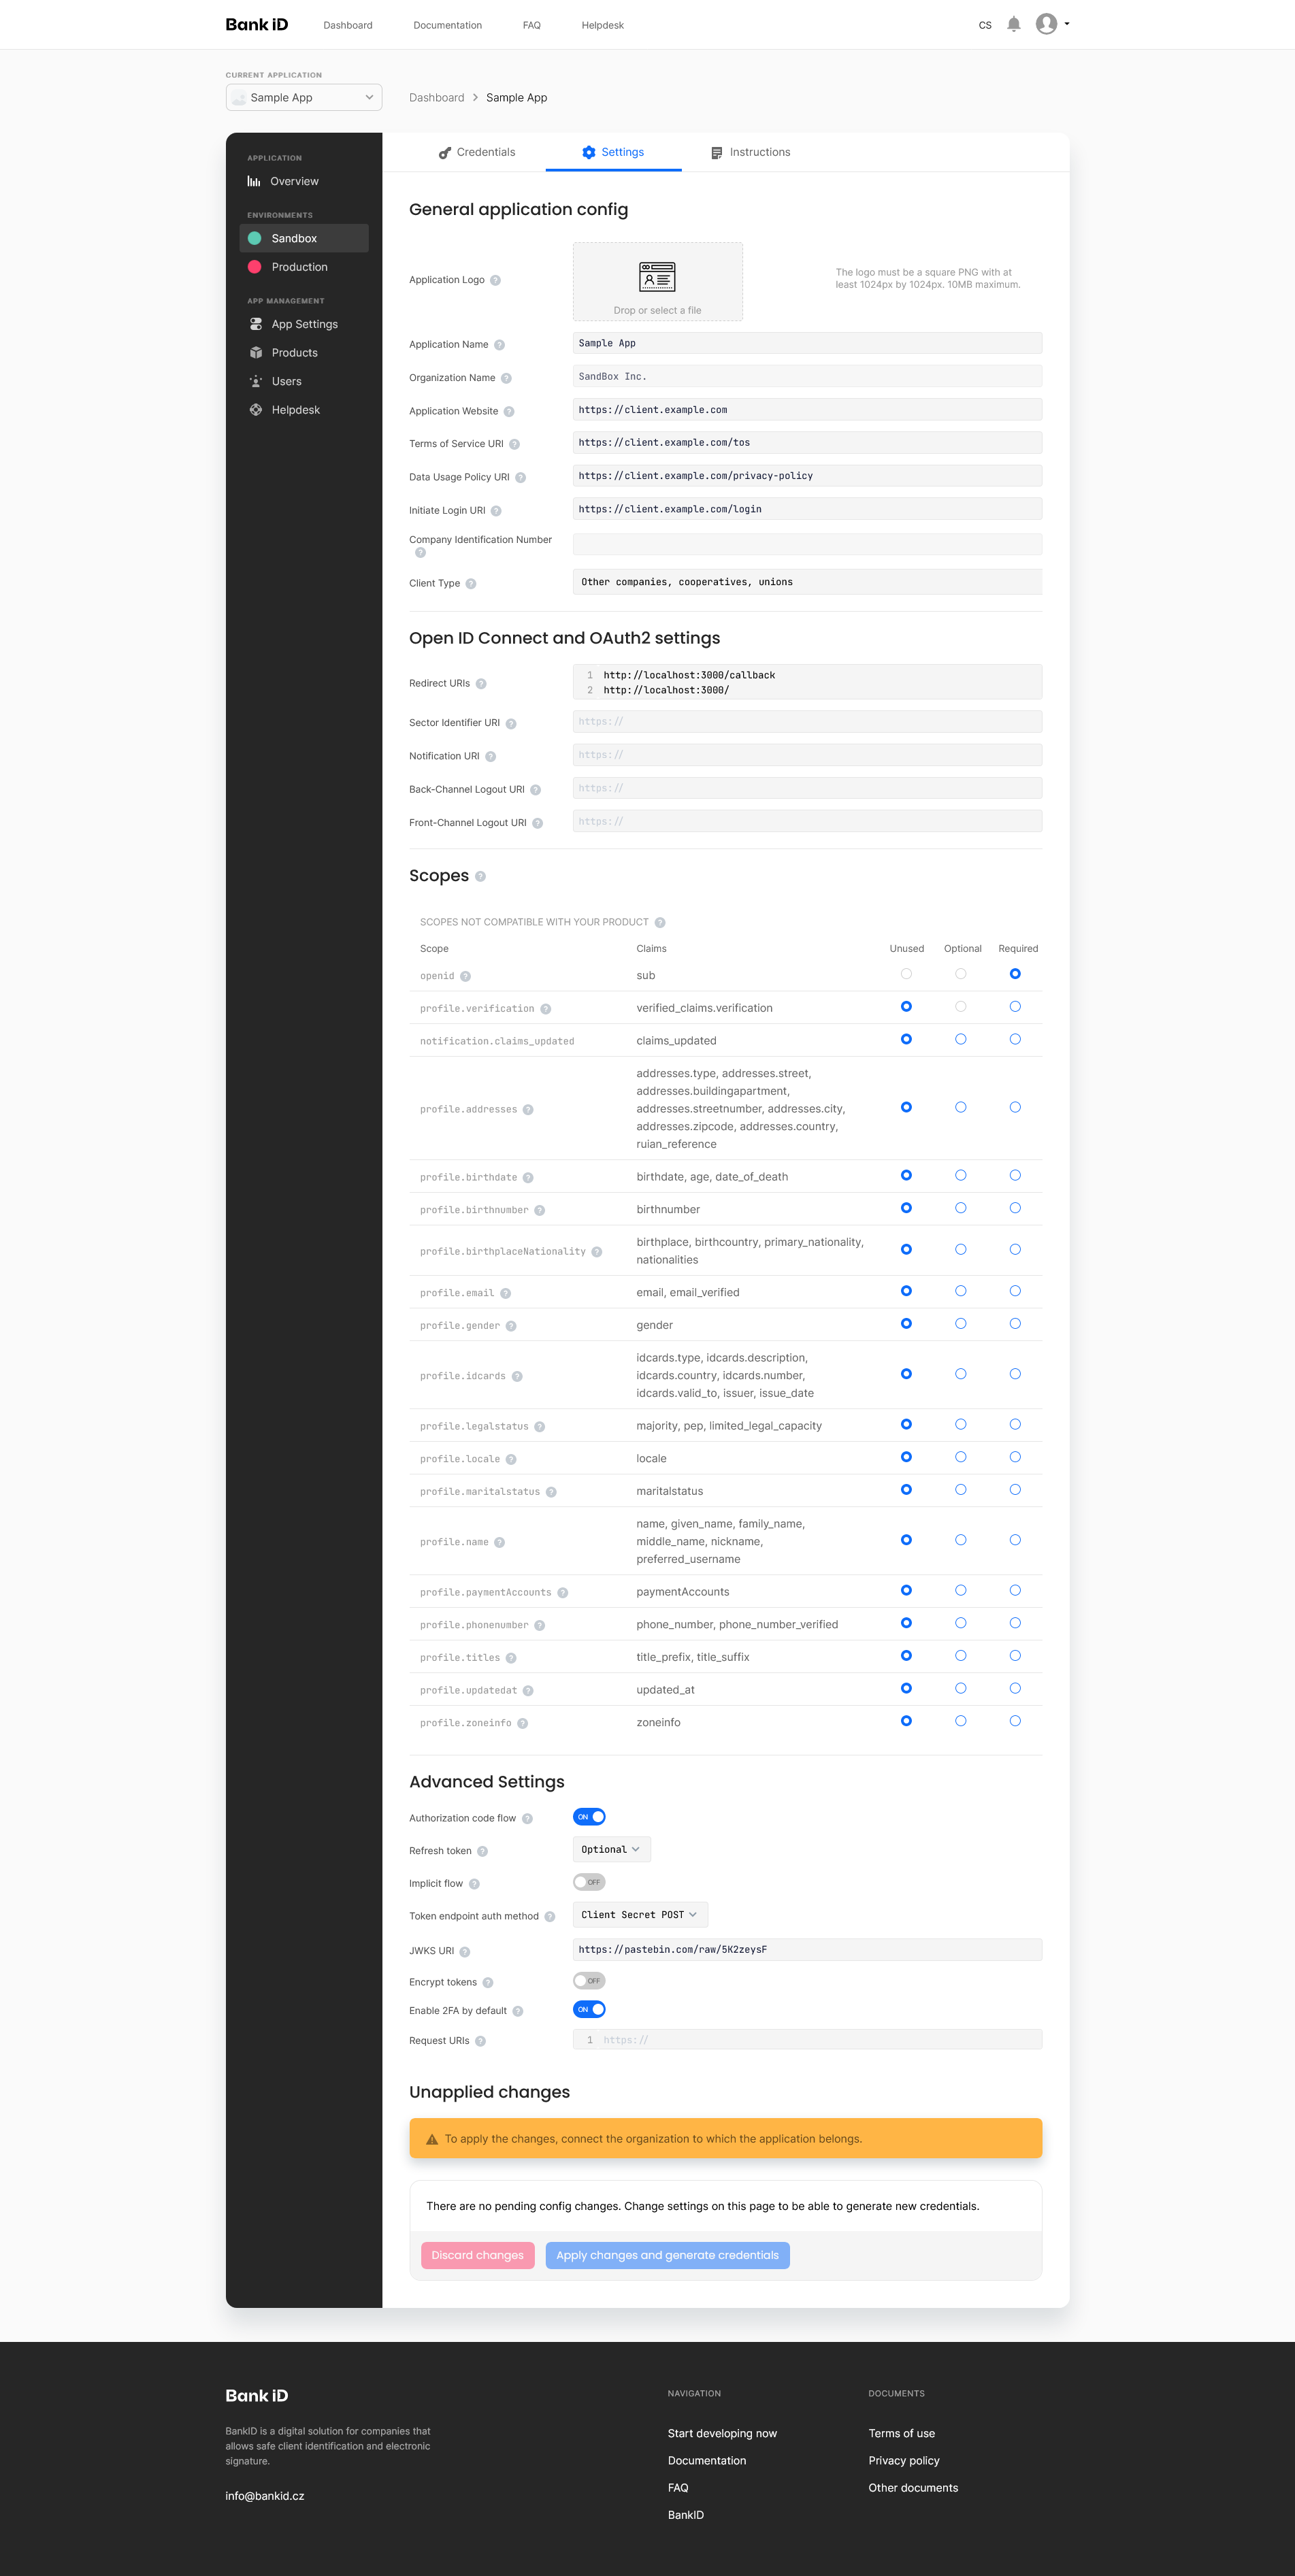 Bank iD
Dashboard
Documentation
FAQ
Helpdesk
CS
CURRENT APPLICATION
Sample App
Dashboard > Sample App
APPLICATION
Overview
ENVIRONMENTS
Sandbox
Production
APP MANAGEMENT
App Settings
Products
Users
Helpdesk
Credentials
Settings
Instructions
General application config
Application Logo ?
Drop or select a file
The logo must be a square PNG with at
least 1024px by 1024px. 10MB maximum.
Application Name ?
Sample App
Organization Name ?
SandBox Inc.
Application Website ?
https://client.example.com
Terms of Service URI ?
https://client.example.com/tos
Data Usage Policy URI ?
https://client.example.com/privacy-policy
Initiate Login URI ?
https://client.example.com/login
Company Identification Number
?
Client Type ?
Other companies, cooperatives, unions
Open ID Connect and OAuth2 settings
Redirect URIs ?
1 http://localhost:3000/callback
2 http://localhost:3000/
Sector Identifier URI ?
https://
Notification URI ?
https://
Back-Channel Logout URI ?
https://
Front-Channel Logout URI ?
https://
Scopes ?
SCOPES NOT COMPATIBLE WITH YOUR PRODUCT ?
Scope Claims Unused Optional Required
openid ? sub
profile.verification ? verified_claims.verification
notification.claims_updated claims_updated
profile.addresses ?
addresses.type, addresses.street,
addresses.buildingapartment,
addresses.streetnumber, addresses.city,
addresses.zipcode, addresses.country,
ruian_reference
profile.birthdate ? birthdate, age, date_of_death
profile.birthnumber ? birthnumber
profile.birthplaceNationality ?
birthplace, birthcountry, primary_nationality,
nationalities
profile.email ? email, email_verified
profile.gender ? gender
profile.idcards ?
idcards.type, idcards.description,
idcards.country, idcards.number,
idcards.valid_to, issuer, issue_date
profile.legalstatus ? majority, pep, limited_legal_capacity
profile.locale ? locale
profile.maritalstatus ? maritalstatus
profile.name ?
name, given_name, family_name,
middle_name, nickname,
preferred_username
profile.paymentAccounts ? paymentAccounts
profile.phonenumber ? phone_number, phone_number_verified
profile.titles ? title_prefix, title_suffix
profile.updatedat ? updated_at
profile.zoneinfo ? zoneinfo
Advanced Settings
Authorization code flow ? ON
Refresh token ? Optional
Implicit flow ? OFF
Token endpoint auth method ? Client Secret POST
JWKS URI ? https://pastebin.com/raw/5K2zeysF
Encrypt tokens ? OFF
Enable 2FA by default ? ON
Request URIs ? 1 https://
Unapplied changes
To apply the changes, connect the organization to which the application belongs.
There are no pending config changes. Change settings on this page to be able to generate new credentials.
Discard changes
Apply changes and generate credentials
Bank iD
BankID is a digital solution for companies that
allows safe client identification and electronic
signature.
info@bankid.cz
NAVIGATION
Start developing now
Documentation
FAQ
BankID
DOCUMENTS
Terms of use
Privacy policy
Other documents